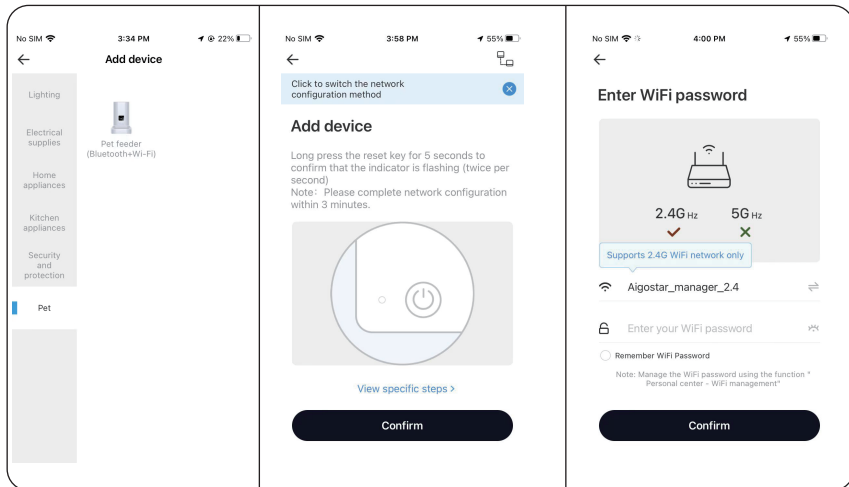 No SIM 3:34 PM 22%
Add device
Lighting
Electrical
supplies
Home
appliances
Kitchen
appliances
Security
and
protection
Pet
Pet feeder
(Bluetooth+Wi-Fi)
No SIM 3:58 PM 55%
Click to switch the network
configuration method
Add device
Long press the reset key for 5 seconds to
confirm that the indicator is flashing (twice per
second)
Note: Please complete network configuration
within 3 minutes.
View specific steps >
Confirm
No SIM 4:00 PM 55%
Enter WiFi password
2.4G Hz 5G Hz
Supports 2.4G WiFi network only
Aigostar_manager_2.4
Enter your WiFi password
Remember WiFi Password
Note: Manage the WiFi password using the function "
Personal center - WiFi management"
Confirm